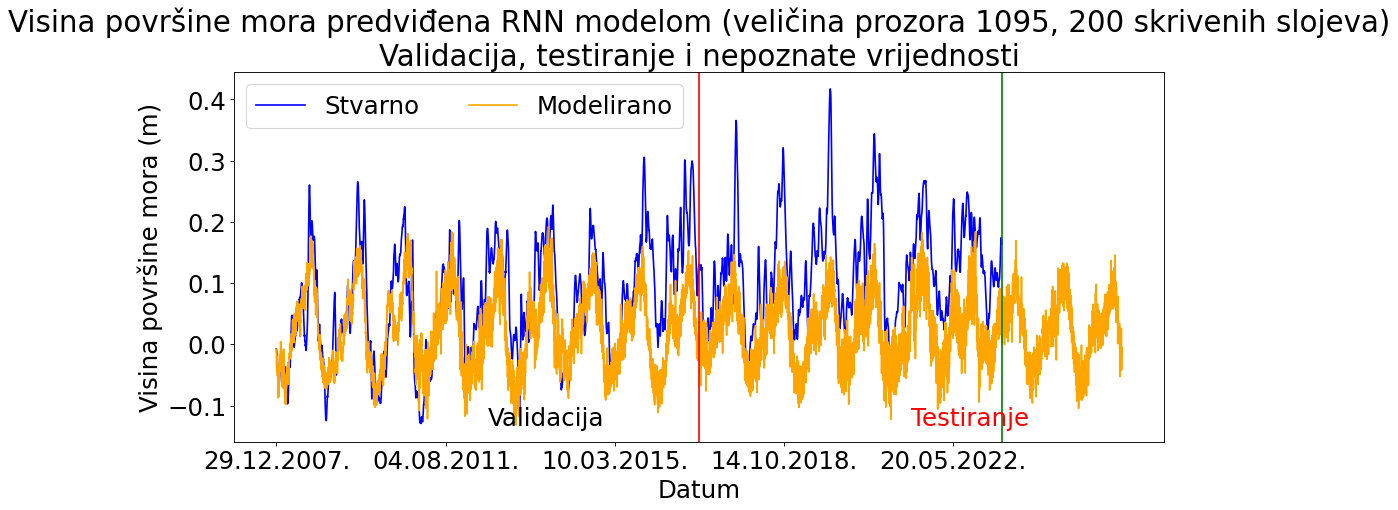 Visina površine mora predviđena RNN modelom (veličina prozora 1095, 200 skrivenih slojeva)
Validacija, testiranje i nepoznate vrijednosti
Stvarno Modelirano
Visina površine mora (m)
0.4
0.3
0.2
0.1
0.0
−0.1
Validacija Testiranje
29.12.2007. 04.08.2011. 10.03.2015. 14.10.2018. 20.05.2022.
Datum